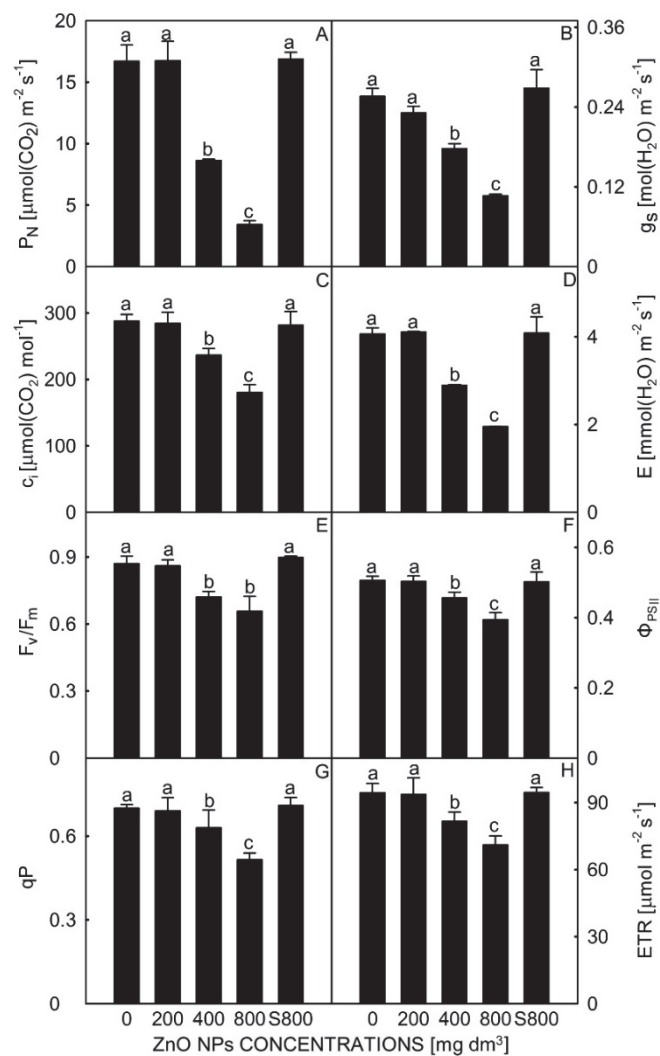 20
15
10
5
0
P_N [µmol(CO₂) m⁻² s⁻¹]
A
a
a
b
c
a
B
a
a
b
c
a
0.36
0.24
0.12
0
g_S [mol(H₂O) m⁻² s⁻¹]
300
200
100
0
c_i [µmol(CO₂) mol⁻¹]
C
a
a
b
c
a
D
a
a
b
c
a
4
2
0
E [mmol(H₂O) m⁻² s⁻¹]
0.9
0.6
0.3
0
F_v/F_m
E
a
a
b
b
a
F
a
a
b
c
a
0.6
0.4
0.2
0
Φ_PSII
0.6
0.3
0
qP
G
a
a
b
c
a
H
a
a
b
c
a
90
60
30
0
ETR [µmol m⁻² s⁻¹]
0 200 400 800 S800 0 200 400 800 S800
ZnO NPs CONCENTRATIONS [mg dm³]